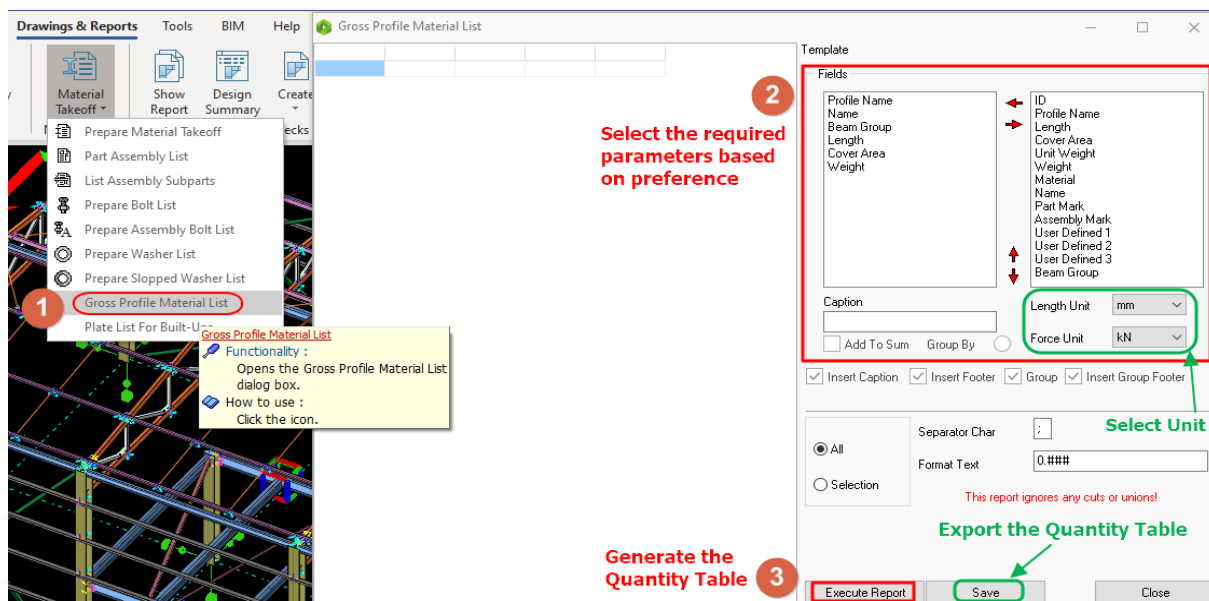 Drawings & Reports Tools BIM Help
Gross Profile Material List
Material
Takeoff
Show
Report
Design
Summary
Create
ecks
Prepare Material Takeoff
Part Assembly List
List Assembly Subparts
Prepare Bolt List
Prepare Assembly Bolt List
Prepare Washer List
Prepare Slopped Washer List
1
Gross Profile Material List
Plate List For Built-Ups
Gross Profile Material List
Functionality :
Opens the Gross Profile Material List
dialog box.
How to use :
Click the icon.
2
Select the required
parameters based
on preference
Template
Fields
Profile Name
Name
Beam Group
Length
Cover Area
Weight
ID
Profile Name
Length
Cover Area
Unit Weight
Weight
Material
Name
Part Mark
Assembly Mark
User Defined 1
User Defined 2
User Defined 3
Beam Group
Caption
Add To Sum Group By
Length Unit mm
Force Unit kN
Insert Caption Insert Footer Group Insert Group Footer
Select Unit
All
Selection
Separator Char ;
Format Text 0.###
This report ignores any cuts or unions!
Export the Quantity Table
Generate the
Quantity Table
3
Execute Report Save Close